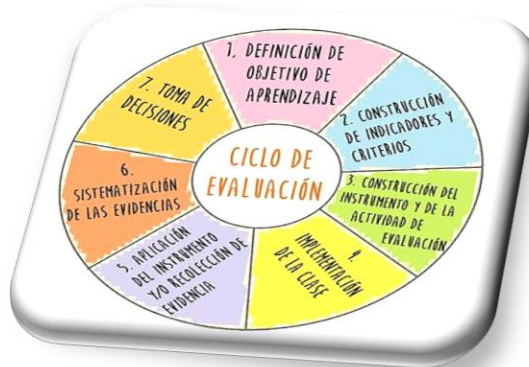 CICLO DE
EVALUACIÓN
1. DEFINICIÓN DE
OBJETIVO DE
APRENDIZAJE
2. CONSTRUCCIÓN
DE INDICADORES Y
CRITERIOS
3. CONSTRUCCIÓN DEL
INSTRUMENTO Y DE LA
ACTIVIDAD DE
EVALUACIÓN
4.
IMPLEMENTACIÓN
DE LA CLASE
5. APLICACIÓN
DEL INSTRUMENTO
Y/O RECOLECCIÓN DE
EVIDENCIA
6.
SISTEMATIZACIÓN
DE LAS EVIDENCIAS
7. TOMA DE
DECISIONES